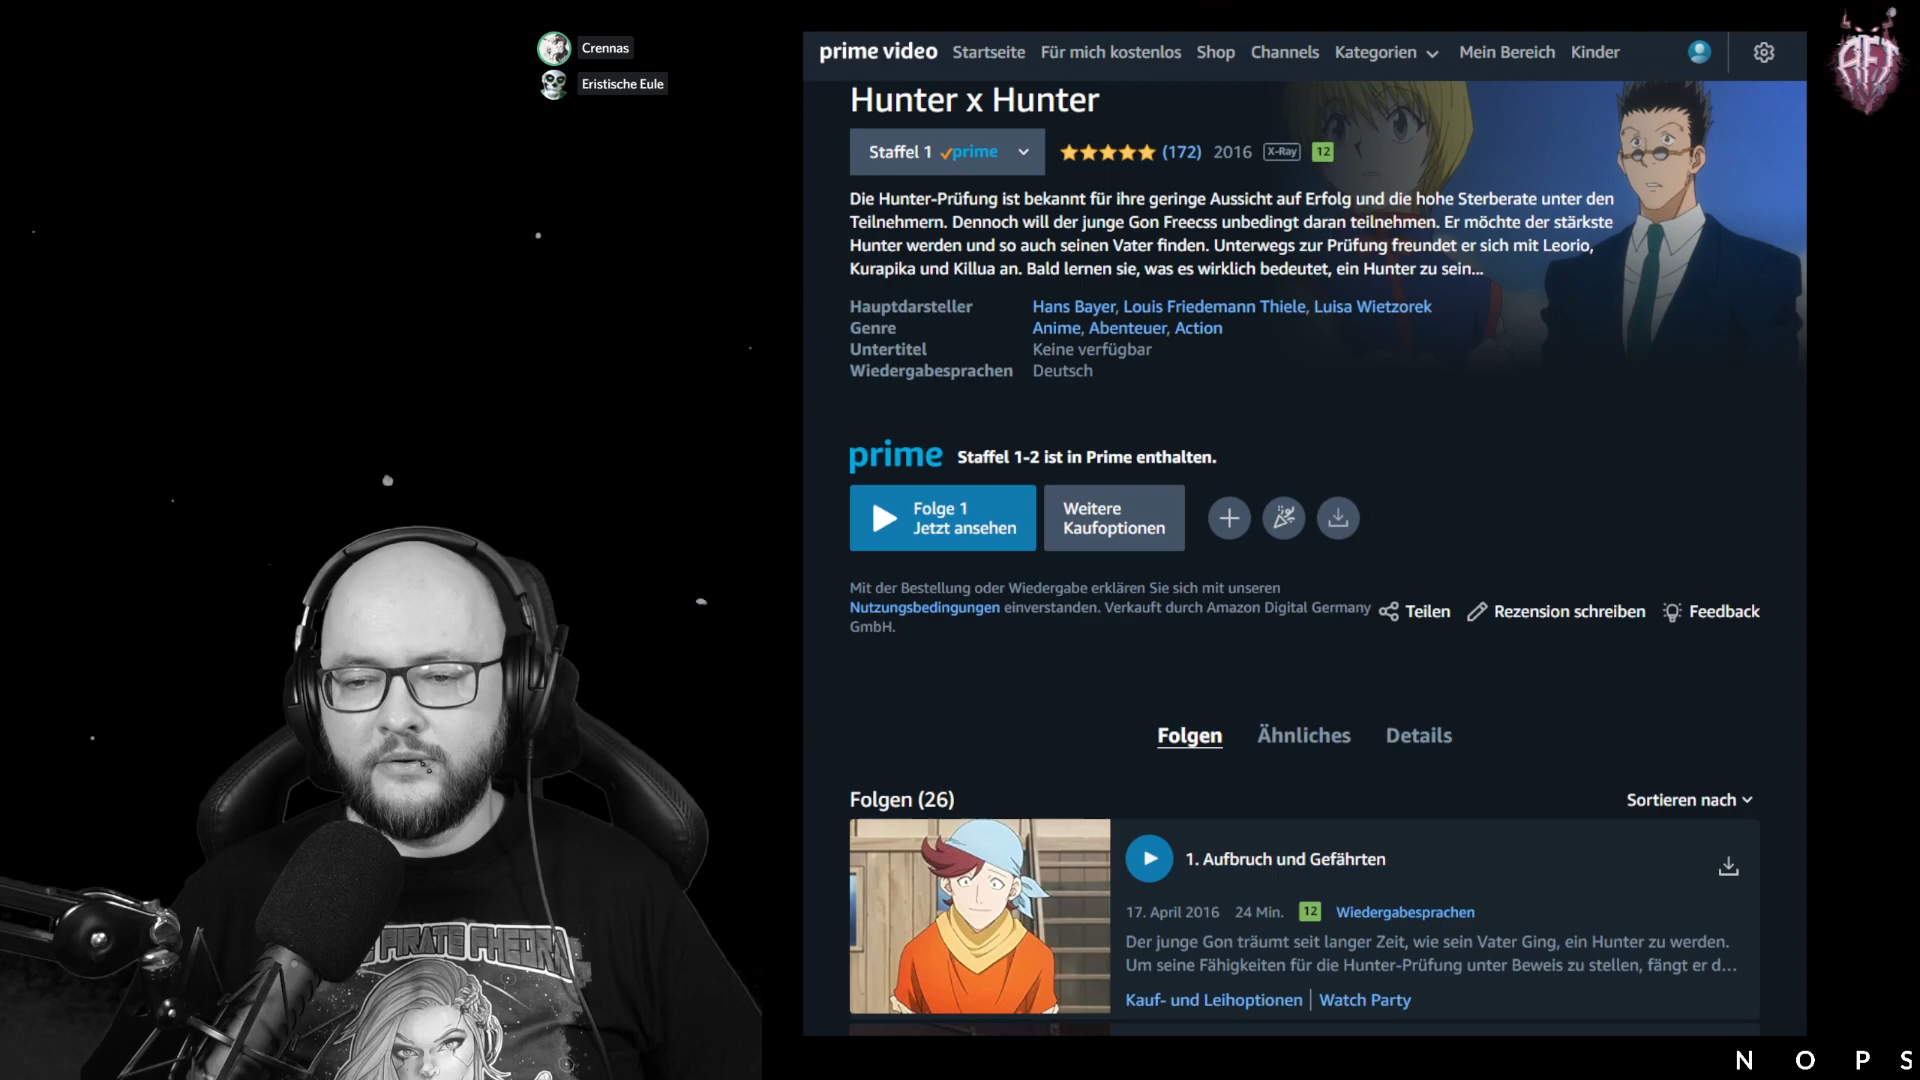 Crennas
Eristische Eule
prime video Startseite Für mich kostenlos Shop Channels Kategorien Mein Bereich Kinder
Hunter x Hunter
Staffel 1 prime (172) 2016 X-Ray 12
Die Hunter-Prüfung ist bekannt für ihre geringe Aussicht auf Erfolg und die hohe Sterberate unter den
Teilnehmern. Dennoch will der junge Gon Freecss unbedingt daran teilnehmen. Er möchte der stärkste
Hunter werden und so auch seinen Vater finden. Unterwegs zur Prüfung freundet er sich mit Leorio,
Kurapika und Killua an. Bald lernen sie, was es wirklich bedeutet, ein Hunter zu sein...
Hauptdarsteller Hans Bayer, Louis Friedemann Thiele, Luisa Wietzorek
Genre Anime, Abenteuer, Action
Untertitel Keine verfügbar
Wiedergabesprachen Deutsch
prime Staffel 1-2 ist in Prime enthalten.
Folge 1
Jetzt ansehen
Weitere
Kaufoptionen
Mit der Bestellung oder Wiedergabe erklären Sie sich mit unseren
Nutzungsbedingungen einverstanden. Verkauft durch Amazon Digital Germany
GmbH.
Teilen Rezension schreiben Feedback
Folgen Ähnliches Details
Folgen (26)
Sortieren nach
1. Aufbruch und Gefährten
17. April 2016 24 Min. 12 Wiedergabesprachen
Der junge Gon träumt seit langer Zeit, wie sein Vater Ging, ein Hunter zu werden.
Um seine Fähigkeiten für die Hunter-Prüfung unter Beweis zu stellen, fängt er d...
Kauf- und Leihoptionen | Watch Party
PIRATE PHEDRA
N O P S